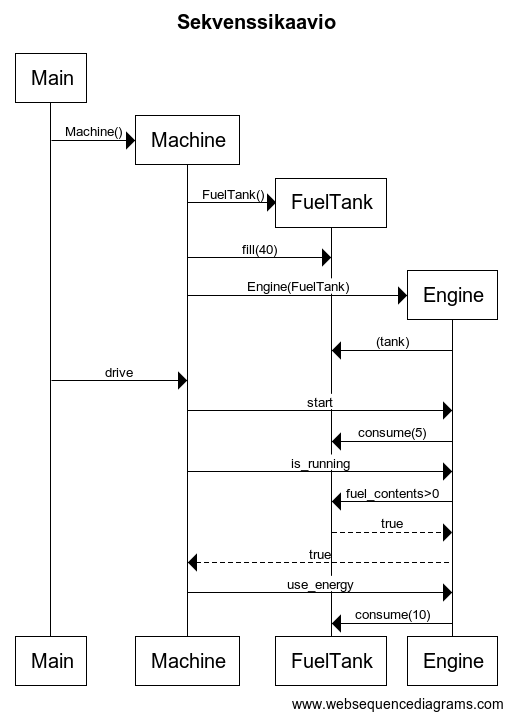 Sekvenssikaavio
Main
Machine()
Machine
FuelTank()
FuelTank
fill(40)
Engine(FuelTank)
Engine
(tank)
drive
start
consume(5)
is_running
fuel_contents>0
true
true
use_energy
consume(10)
Main
Machine
FuelTank
Engine
www.websequencediagrams.com